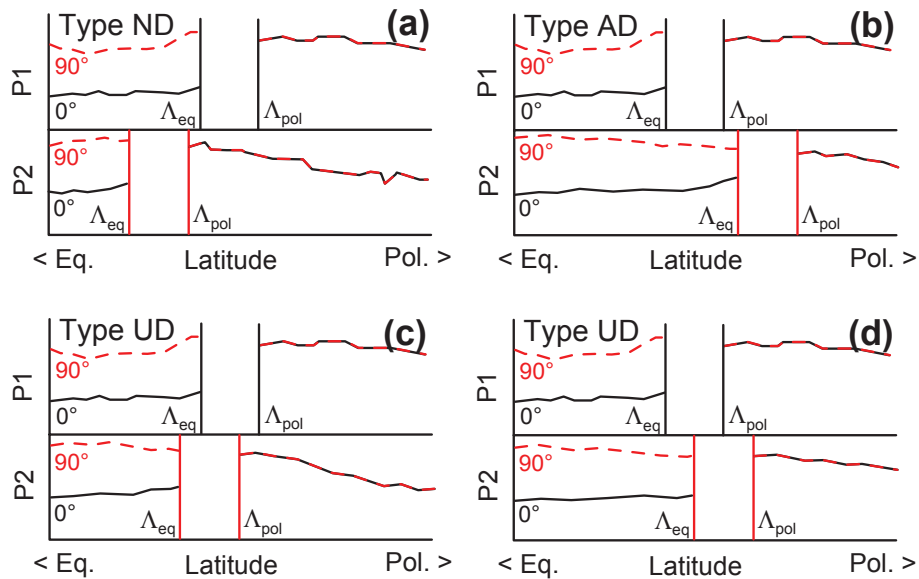 Type ND (a)
P1
90°
0°
Λeq
Λpol
P2
90°
0°
Λeq
Λpol
< Eq. Latitude Pol. >
Type AD (b)
P1
90°
0°
Λeq
Λpol
P2
90°
0°
Λeq
Λpol
< Eq. Latitude Pol. >
Type UD (c)
P1
90°
0°
Λeq
Λpol
P2
90°
0°
Λeq
Λpol
< Eq. Latitude Pol. >
Type UD (d)
P1
90°
0°
Λeq
Λpol
P2
90°
0°
Λeq
Λpol
< Eq. Latitude Pol. >